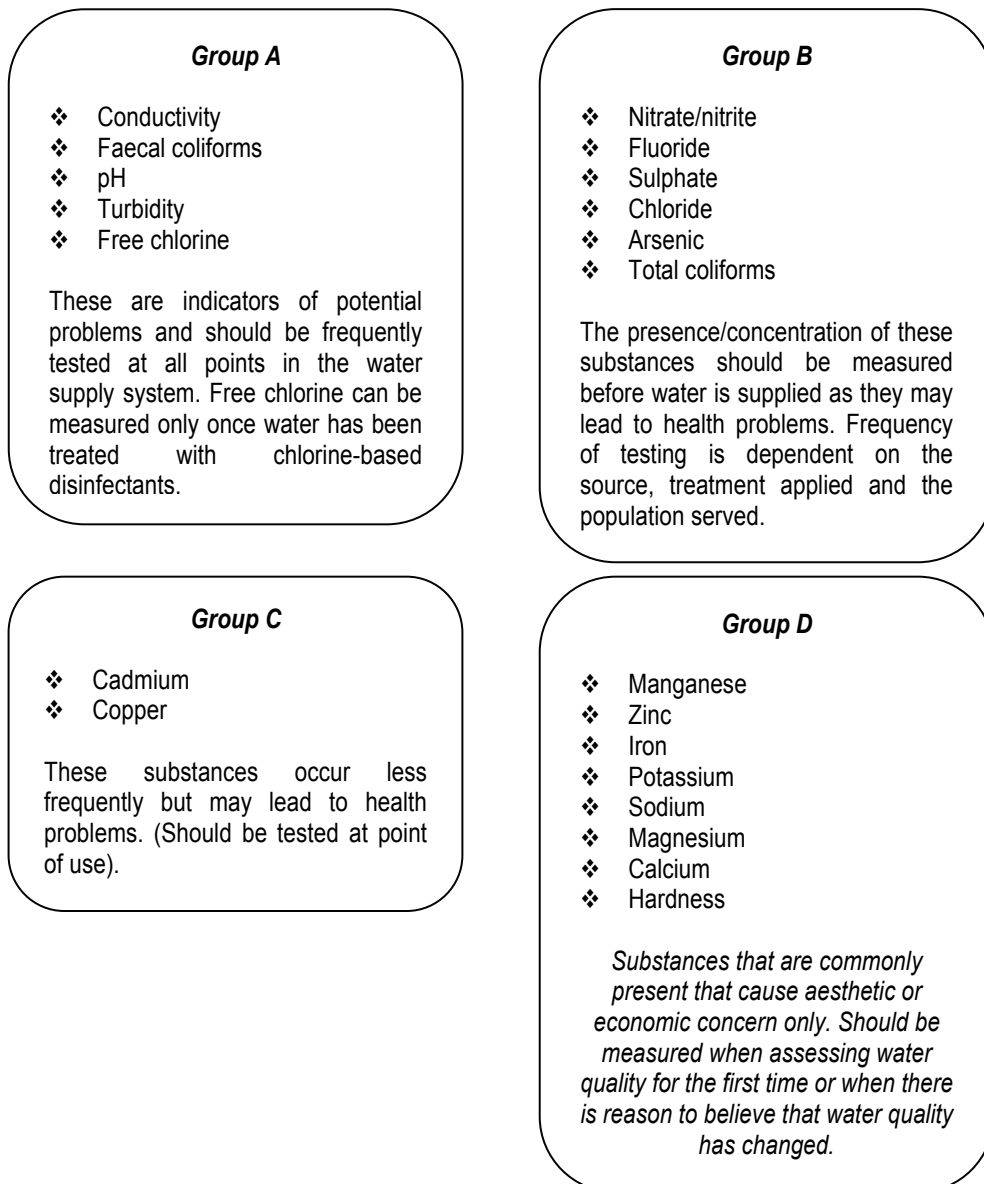 Group A
❖ Conductivity
❖ Faecal coliforms
❖ pH
❖ Turbidity
❖ Free chlorine
These are indicators of potential
problems and should be frequently
tested at all points in the water
supply system. Free chlorine can be
measured only once water has been
treated with chlorine-based
disinfectants.
Group B
❖ Nitrate/nitrite
❖ Fluoride
❖ Sulphate
❖ Chloride
❖ Arsenic
❖ Total coliforms
The presence/concentration of these
substances should be measured
before water is supplied as they may
lead to health problems. Frequency
of testing is dependent on the
source, treatment applied and the
population served.
Group C
❖ Cadmium
❖ Copper
These substances occur less
frequently but may lead to health
problems. (Should be tested at point
of use).
Group D
❖ Manganese
❖ Zinc
❖ Iron
❖ Potassium
❖ Sodium
❖ Magnesium
❖ Calcium
❖ Hardness
Substances that are commonly
present that cause aesthetic or
economic concern only. Should be
measured when assessing water
quality for the first time or when there
is reason to believe that water quality
has changed.